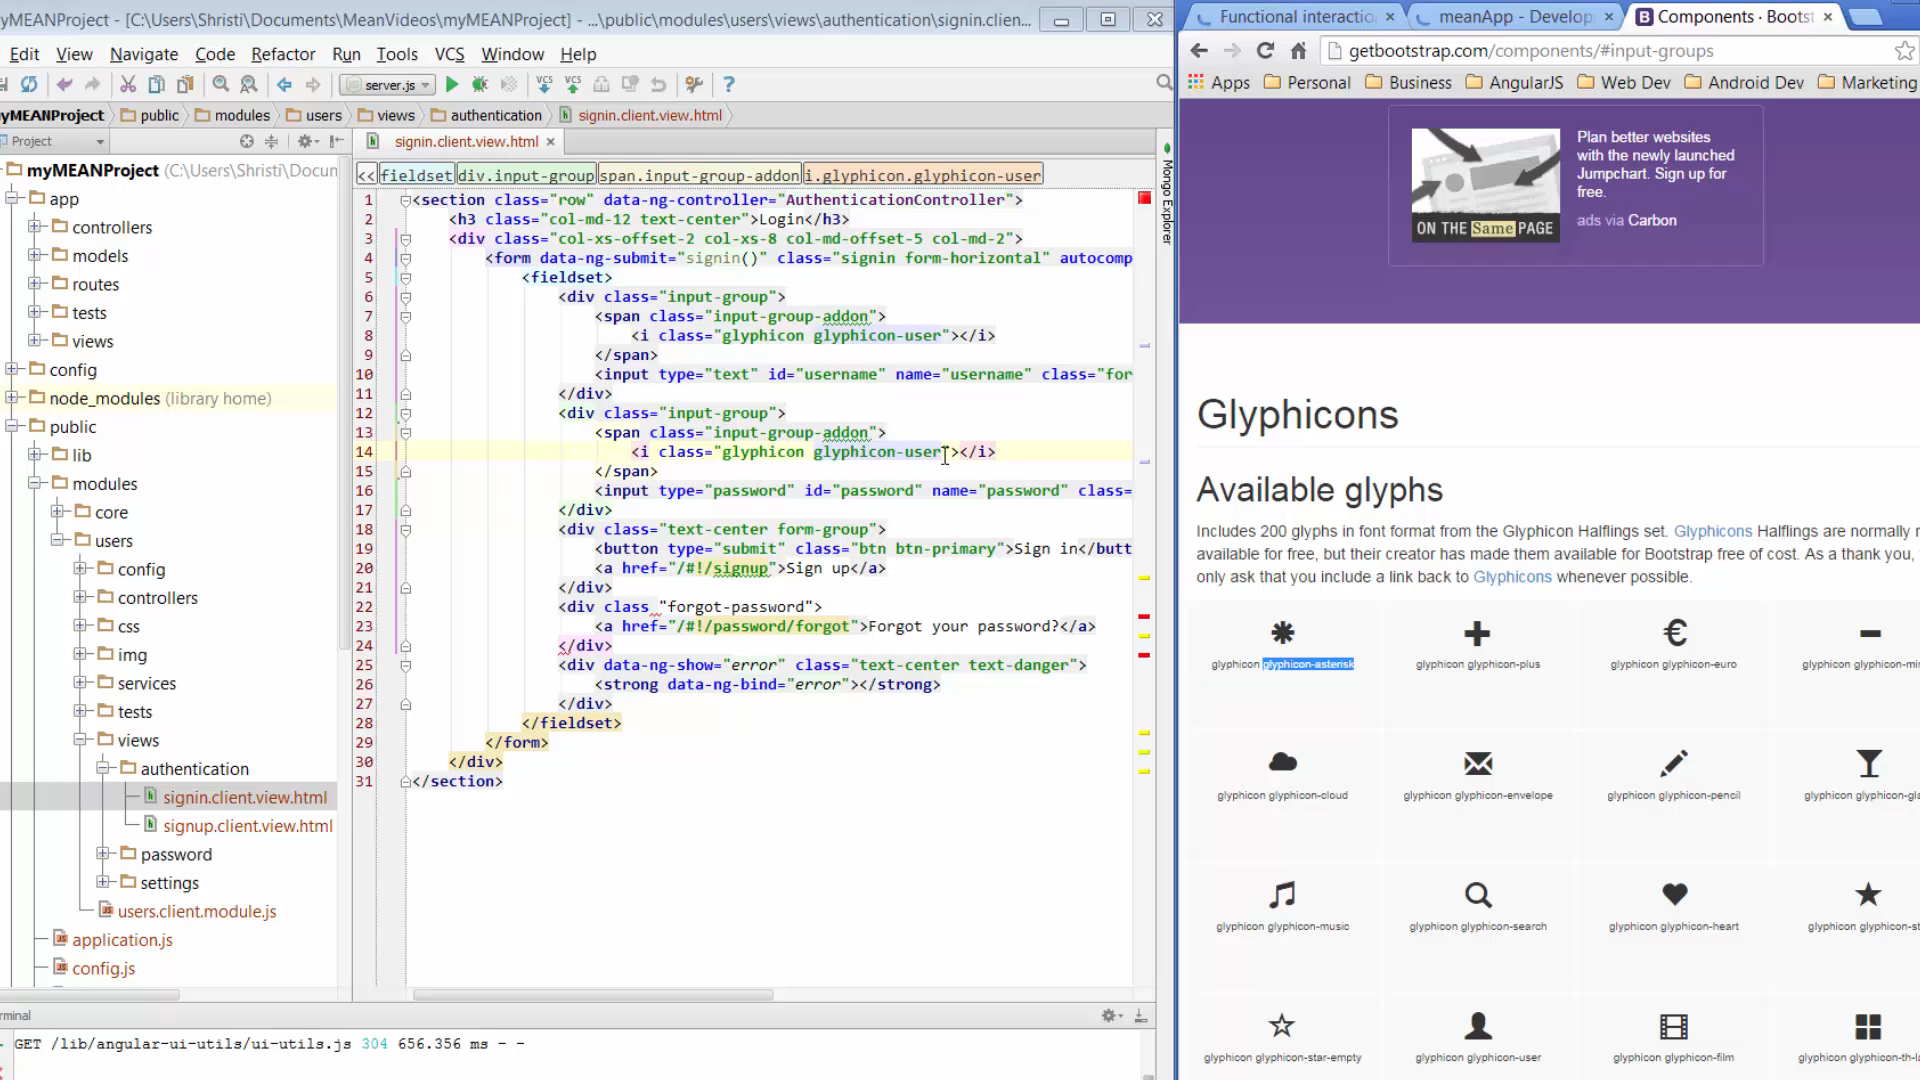 yMEANProject - [C:\Users\Shristi\Documents\MeanVideos\myMEANProject] - ...\public\modules\users\views\authentication\signin.clien...
Edit View Navigate Code Refactor Run Tools VCS Window Help
server.js
VCS VCS
yMEANProject public modules users views authentication signin.client.view.html
Project
signin.client.view.html
<< fieldset div.input-group span.input-group-addon i.glyphicon.glyphicon-user
myMEANProject (C:\Users\Shristi\Docun
app
controllers
models
routes
tests
views
config
node_modules (library home)
public
lib
modules
core
users
config
controllers
css
img
services
tests
views
authentication
signin.client.view.html
signup.client.view.html
password
settings
users.client.module.js
application.js
config.js
1 <section class="row" data-ng-controller="AuthenticationController">
2 <h3 class="col-md-12 text-center">Login</h3>
3 <div class="col-xs-offset-2 col-xs-8 col-md-offset-5 col-md-2">
4 <form data-ng-submit="signin()" class="signin form-horizontal" autocomp
5 <fieldset>
6 <div class="input-group">
7 <span class="input-group-addon">
8 <i class="glyphicon glyphicon-user"></i>
9 </span>
10 <input type="text" id="username" name="username" class="for
11 </div>
12 <div class="input-group">
13 <span class="input-group-addon">
14 <i class="glyphicon glyphicon-user"></i>
15 </span>
16 <input type="password" id="password" name="password" class=
17 </div>
18 <div class="text-center form-group">
19 <button type="submit" class="btn btn-primary">Sign in</butt
20 <a href="/#!/signup">Sign up</a>
21 </div>
22 <div class "forgot-password">
23 <a href="/#!/password/forgot">Forgot your password?</a>
24 </div>
25 <div data-ng-show="error" class="text-center text-danger">
26 <strong data-ng-bind="error"></strong>
27 </div>
28 </fieldset>
29 </form>
30 </div>
31 </section>
Mongo Explorer
rminal
GET /lib/angular-ui-utils/ui-utils.js 304 656.356 ms - -
Functional interactio meanApp - Develop Components · Boots
getbootstrap.com/components/#input-groups
Apps Personal Business AngularJS Web Dev Android Dev Marketing
ON THE Same PAGE
Plan better websites
with the newly launched
Jumpchart. Sign up for
free.
ads via Carbon
Glyphicons
Available glyphs
Includes 200 glyphs in font format from the Glyphicon Halflings set. Glyphicons Halflings are normally n
available for free, but their creator has made them available for Bootstrap free of cost. As a thank you,
only ask that you include a link back to Glyphicons whenever possible.
glyphicon glyphicon-asterisk glyphicon glyphicon-plus glyphicon glyphicon-euro glyphicon glyphicon-mi
glyphicon glyphicon-cloud glyphicon glyphicon-envelope glyphicon glyphicon-pencil glyphicon glyphicon-gla
glyphicon glyphicon-music glyphicon glyphicon-search glyphicon glyphicon-heart glyphicon glyphicon-st
glyphicon glyphicon-star-empty glyphicon glyphicon-user glyphicon glyphicon-film glyphicon glyphicon-th-l